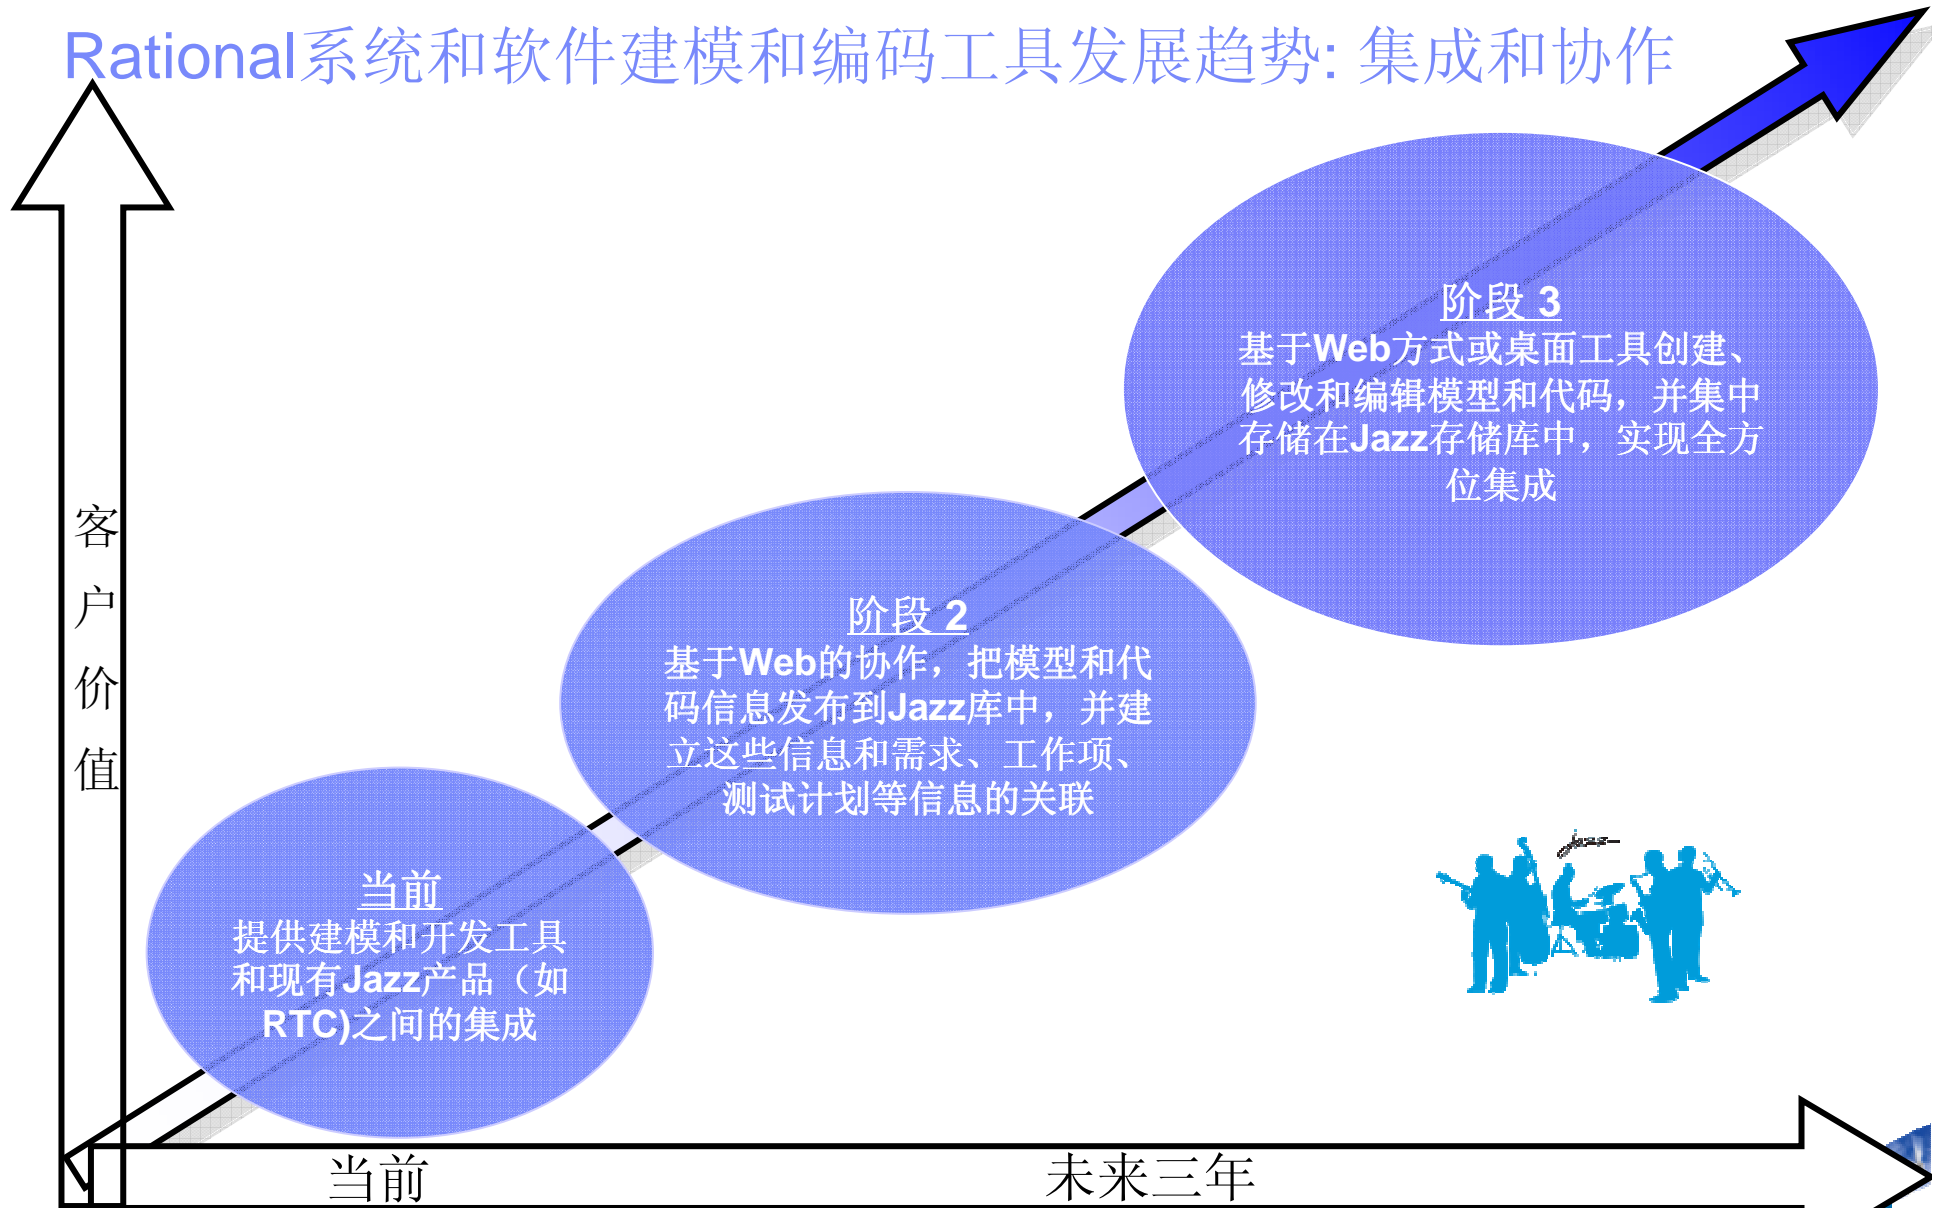 Rational系统和软件建模和编码工具发展趋势: 集成和协作
阶段 3
基于Web方式或桌面工具创建、
修改和编辑模型和代码，并集中
存储在Jazz存储库中，实现全方
位集成
客
户
价
值
阶段 2
基于Web的协作，把模型和代
码信息发布到Jazz库中，并建
立这些信息和需求、工作项、
测试计划等信息的关联
jazz
当前
提供建模和开发工具
和现有Jazz产品（如
RTC)之间的集成
当前
未来三年